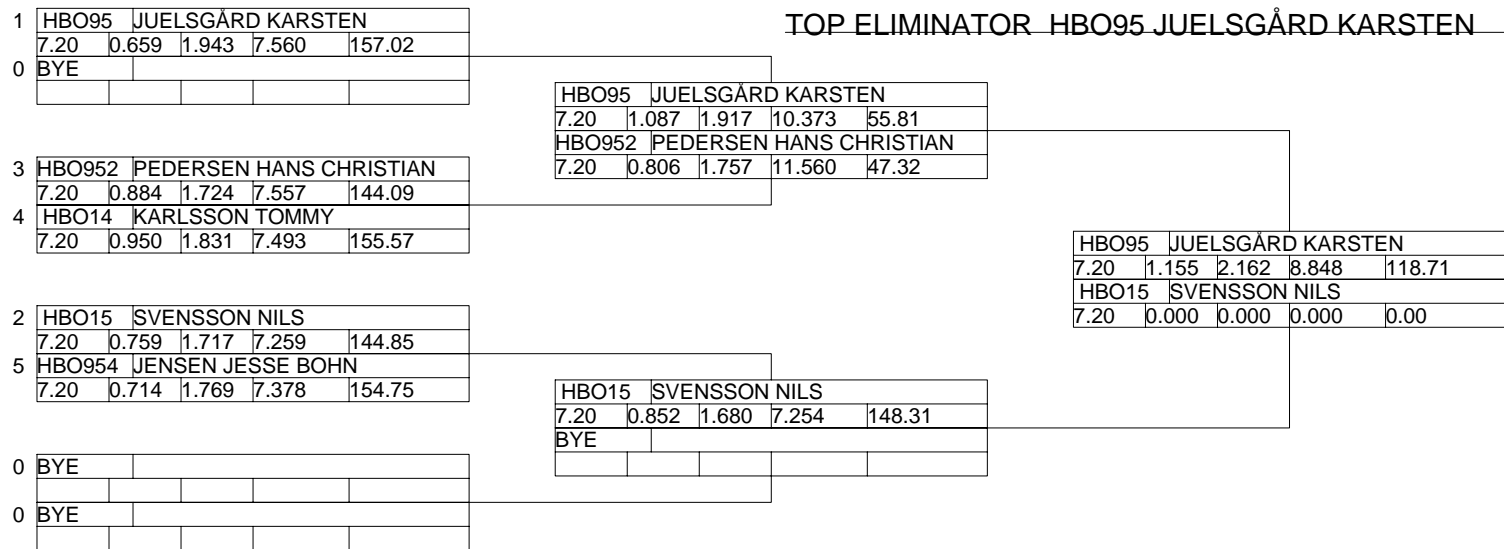 TOP ELIMINATOR HBO95 JUELSGÅRD KARSTEN
1 HBO95 JUELSGÅRD KARSTEN
7.20 0.659 1.943 7.560 157.02
0 BYE
3 HBO952 PEDERSEN HANS CHRISTIAN
7.20 0.884 1.724 7.557 144.09
4 HBO14 KARLSSON TOMMY
7.20 0.950 1.831 7.493 155.57
2 HBO15 SVENSSON NILS
7.20 0.759 1.717 7.259 144.85
5 HBO954 JENSEN JESSE BOHN
7.20 0.714 1.769 7.378 154.75
0 BYE
0 BYE
HBO95 JUELSGÅRD KARSTEN
7.20 1.087 1.917 10.373 55.81
HBO952 PEDERSEN HANS CHRISTIAN
7.20 0.806 1.757 11.560 47.32
HBO15 SVENSSON NILS
7.20 0.852 1.680 7.254 148.31
BYE
HBO95 JUELSGÅRD KARSTEN
7.20 1.155 2.162 8.848 118.71
HBO15 SVENSSON NILS
7.20 0.000 0.000 0.000 0.00